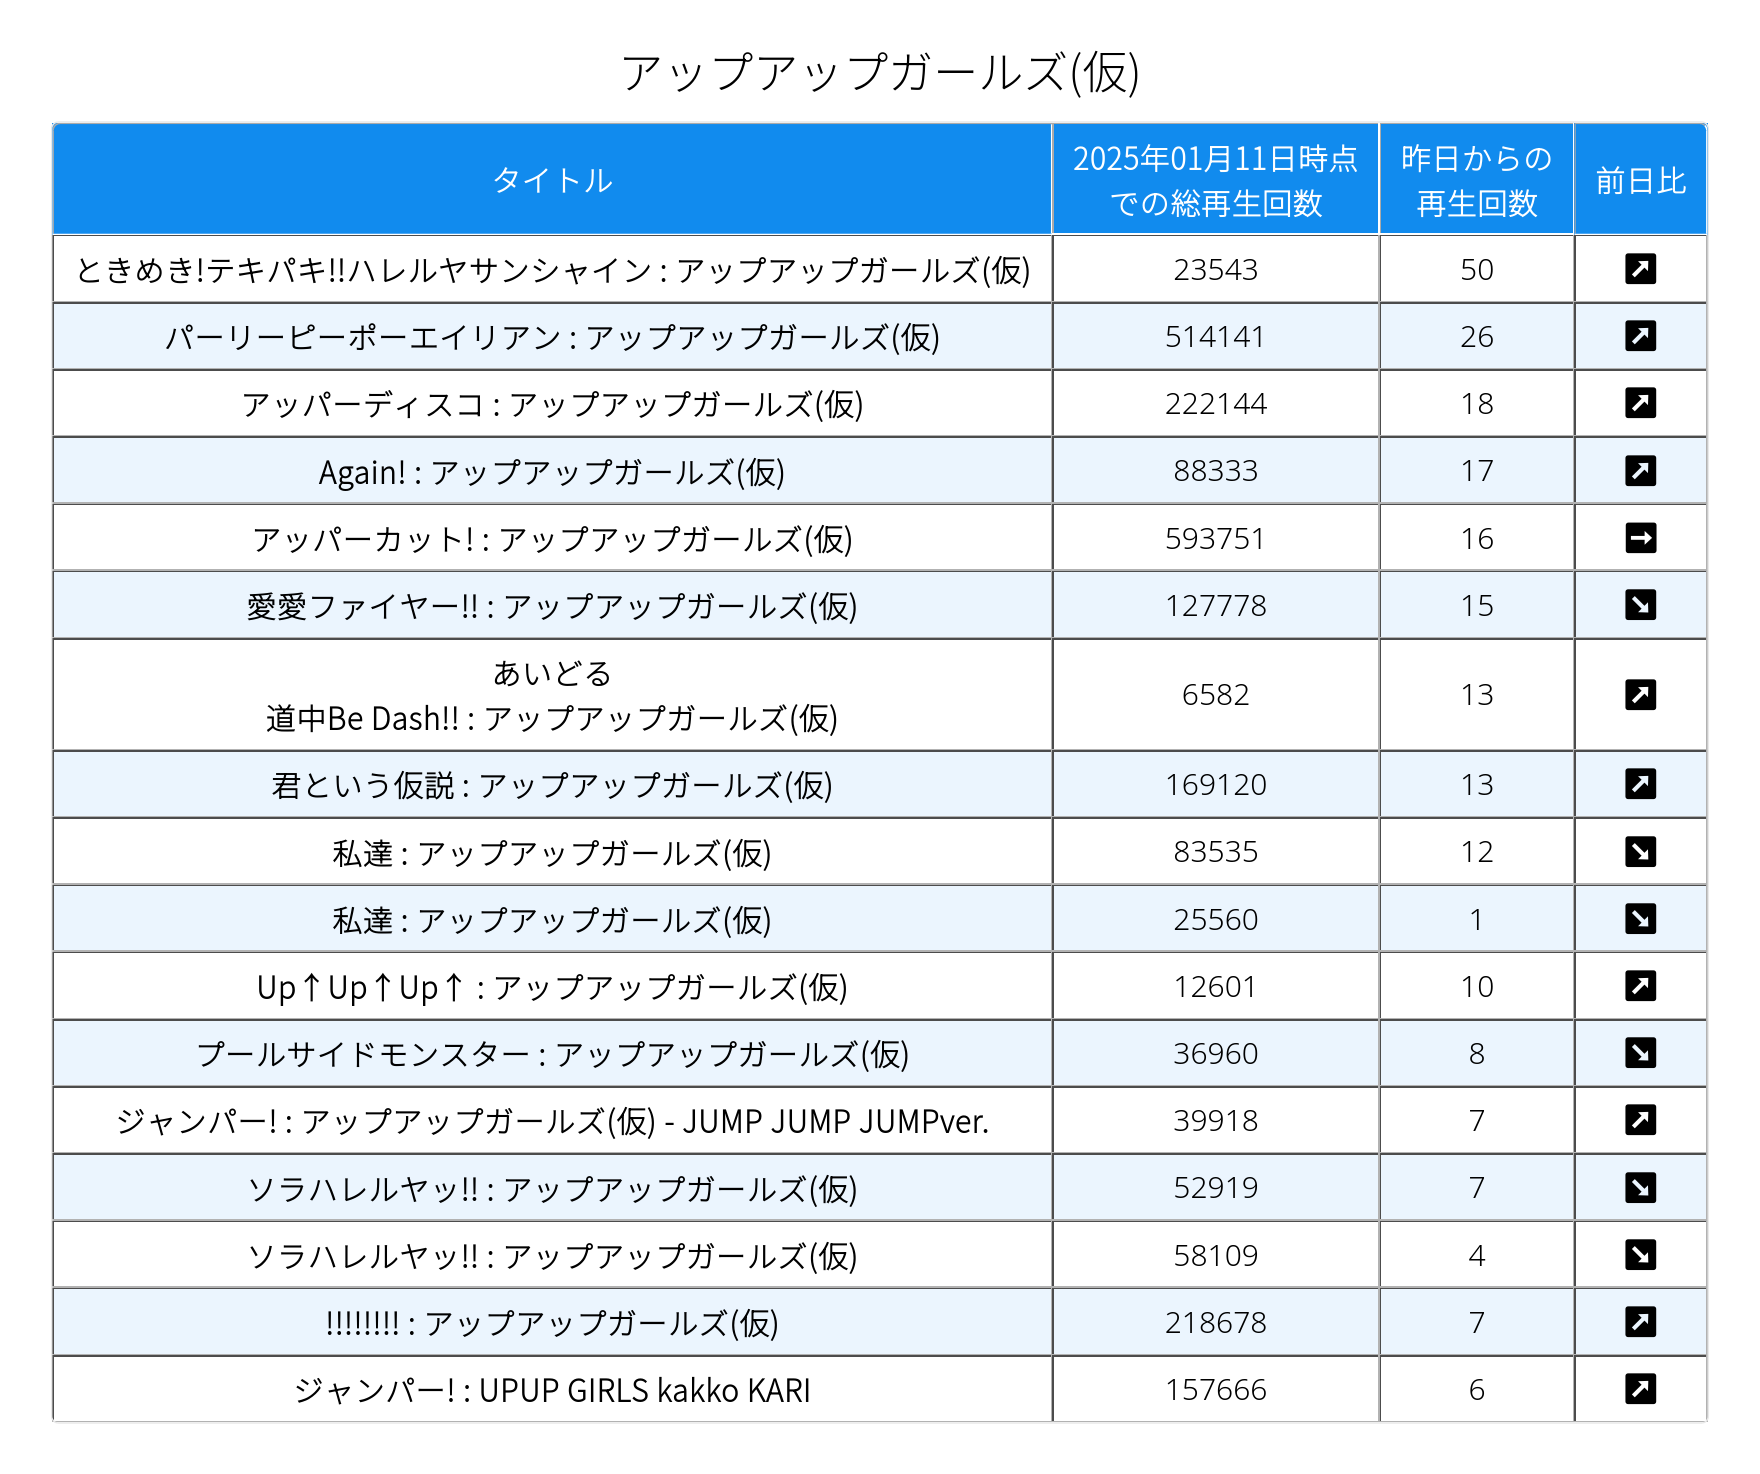 アップアップガールズ(仮)
タイトル
2025年01月11日時点
での総再生回数
昨日からの
再生回数
前日比
ときめき!テキパキ!!ハレルヤサンシャイン : アップアップガールズ(仮) 23543 50
パーリーピーポーエイリアン : アップアップガールズ(仮) 514141 26
アッパーディスコ : アップアップガールズ(仮) 222144 18
Again! : アップアップガールズ(仮) 88333 17
アッパーカット! : アップアップガールズ(仮) 593751 16
愛愛ファイヤー!! : アップアップガールズ(仮) 127778 15
あいどる
道中Be Dash!! : アップアップガールズ(仮) 6582 13
君という仮説 : アップアップガールズ(仮) 169120 13
私達 : アップアップガールズ(仮) 83535 12
私達 : アップアップガールズ(仮) 25560 1
Up↑Up↑Up↑ : アップアップガールズ(仮) 12601 10
プールサイドモンスター : アップアップガールズ(仮) 36960 8
ジャンパー! : アップアップガールズ(仮) - JUMP JUMP JUMPver. 39918 7
ソラハレルヤッ!! : アップアップガールズ(仮) 52919 7
ソラハレルヤッ!! : アップアップガールズ(仮) 58109 4
!!!!!!!! : アップアップガールズ(仮) 218678 7
ジャンパー! : UPUP GIRLS kakko KARI 157666 6